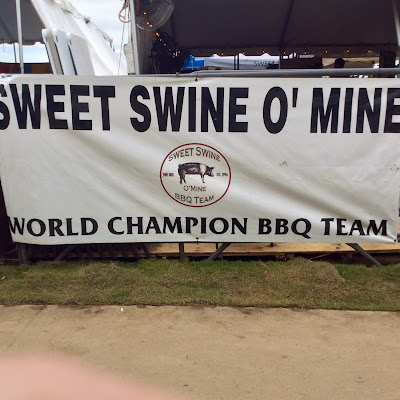 SWEET SWINE O' MINE
SWEET SWINE
O'MINE
BBQ TEAM
WORLD CHAMPION BBQ TEAM